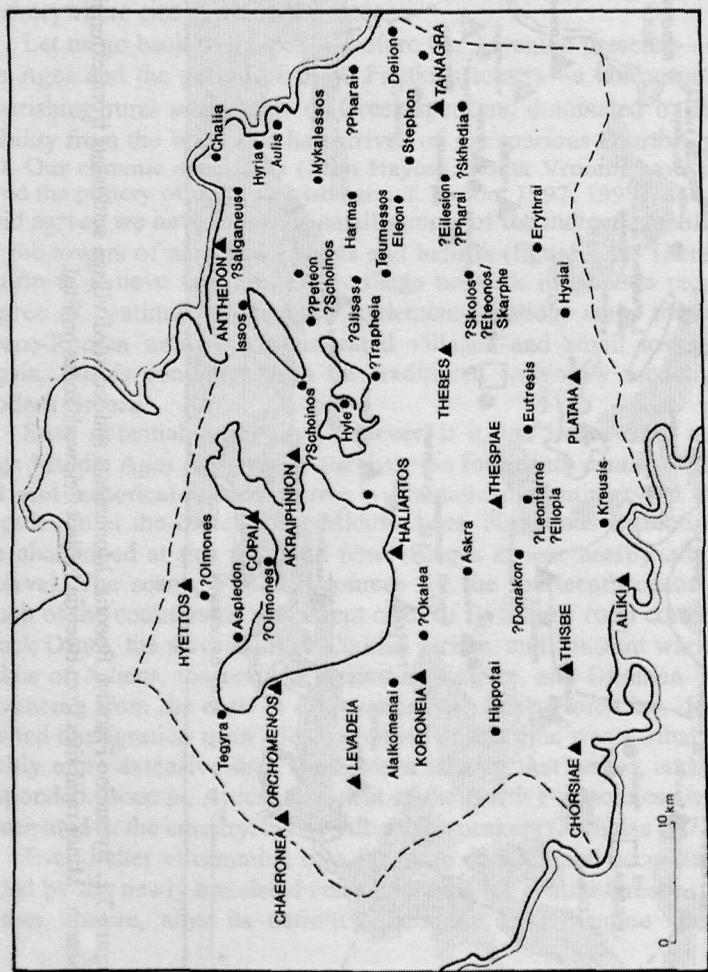 HYETTOS
Chalia
ANTHEDON
?Salganeus
?Olmones
Tegyra
Aspledon
Issos
Hyria
COPAI
Aulis
?Olmones
ORCHOMENOS
CHAERONE
AKRAIPHNION
?Schoinos
?Peteon
?Schoinos
Mykalessos
Hyle
?Glisas
Harma
?Pharai
LEVADEIA
?Trapheia
Teumessos
Eleon
Delion
Stephon
Alalkomenai
HALIARTOS
KORONEIA
?Okalea
THEBES
?Eilesion
?Pharai
TANAGRA
?Skhedia
Askra
?Skolos
?Eteonos/
Skarphe
Hippotai
THESPIAE
?Donakon
Eutresis
Erythrai
?Leontarne
?Ellopia
THISBE
PLATAIA
Hysiai
Kreusis
CHORSIAE
ALIKI
0 10 km